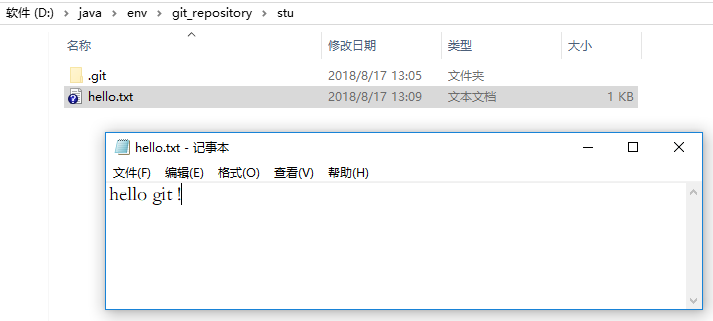 软件 (D:) > java > env > git_repository > stu
名称 修改日期 类型 大小
.git 2018/8/17 13:05 文件夹
hello.txt 2018/8/17 13:09 文本文档 1 KB
hello.txt - 记事本
文件(F) 编辑(E) 格式(O) 查看(V) 帮助(H)
hello git !